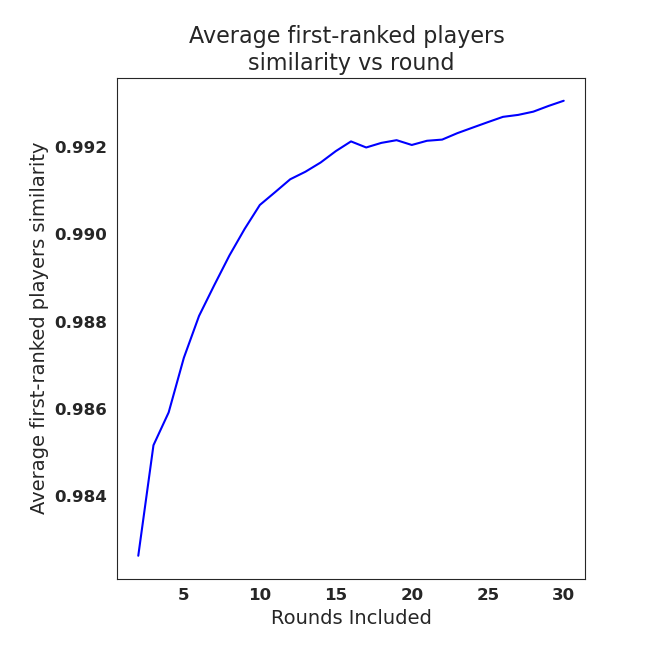 Average first-ranked players
similarity vs round
Average first-ranked players similarity
0.992
0.990
0.988
0.986
0.984
5 10 15 20 25 30
Rounds Included